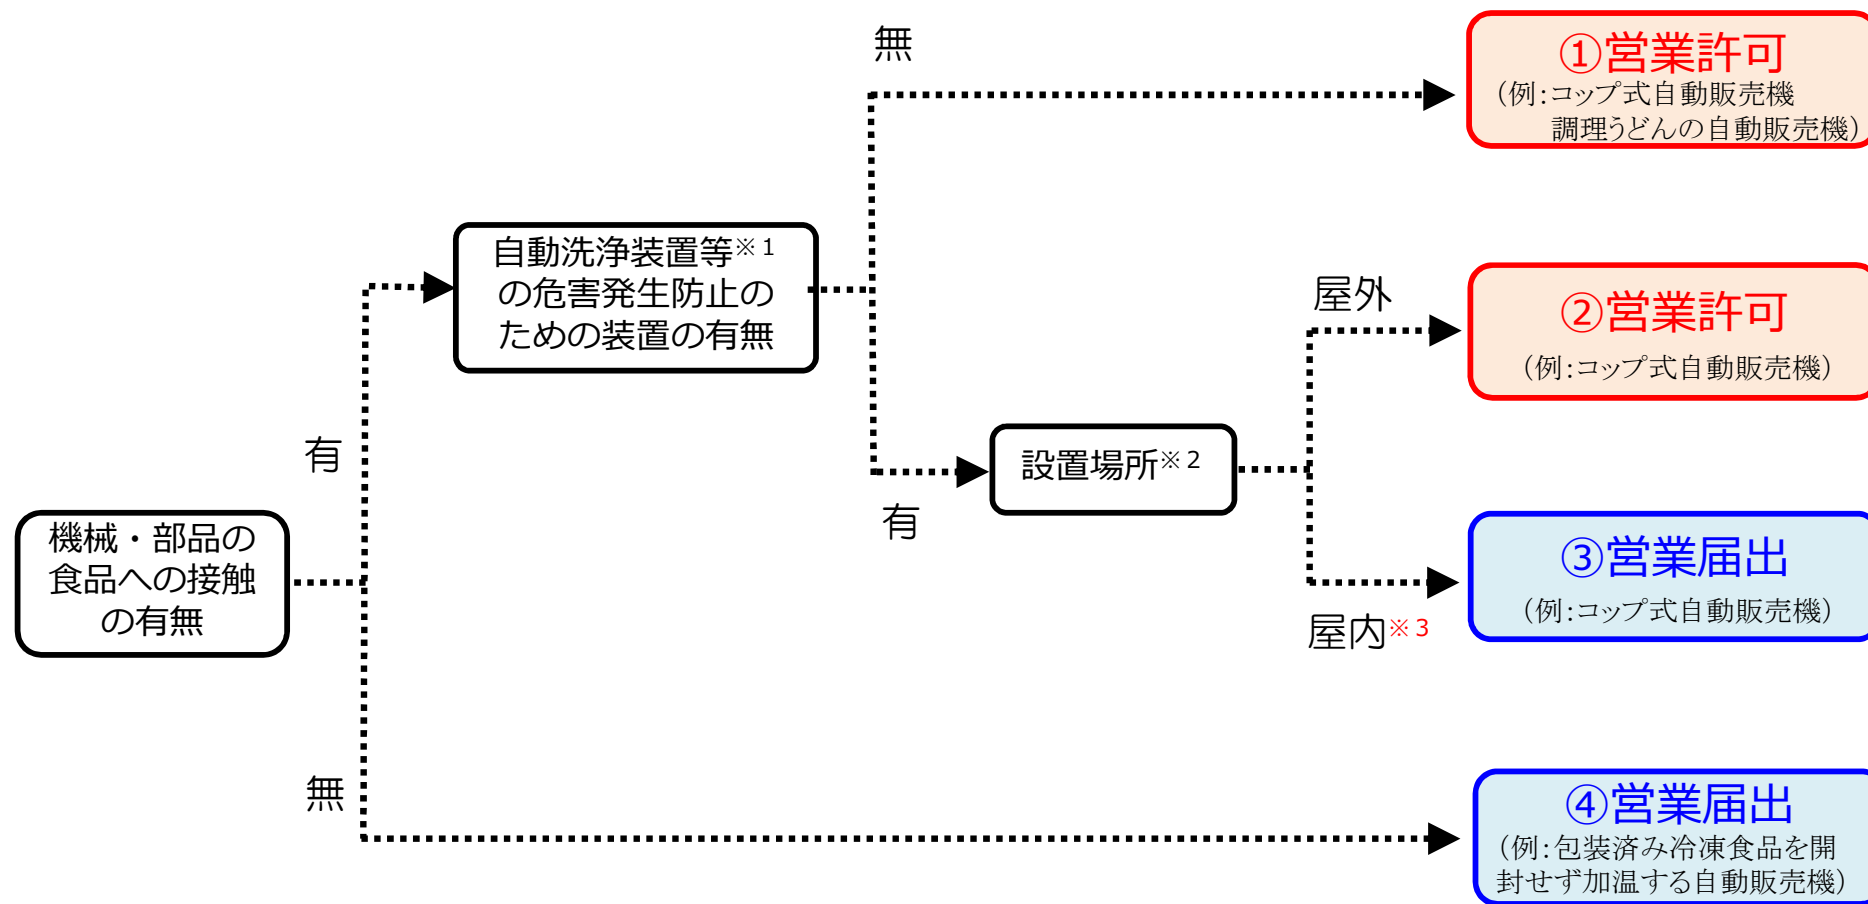 機械・部品の
食品への接触
の有無
有
無
自動洗浄装置等※1
の危害発生防止の
ための装置の有無
無
有
設置場所※2
屋外
屋内※3
①営業許可
（例：コップ式自動販売機
調理うどんの自動販売機）
②営業許可
（例：コップ式自動販売機）
③営業届出
（例：コップ式自動販売機）
④営業届出
（例：包装済み冷凍食品を開
封せず加温する自動販売機）